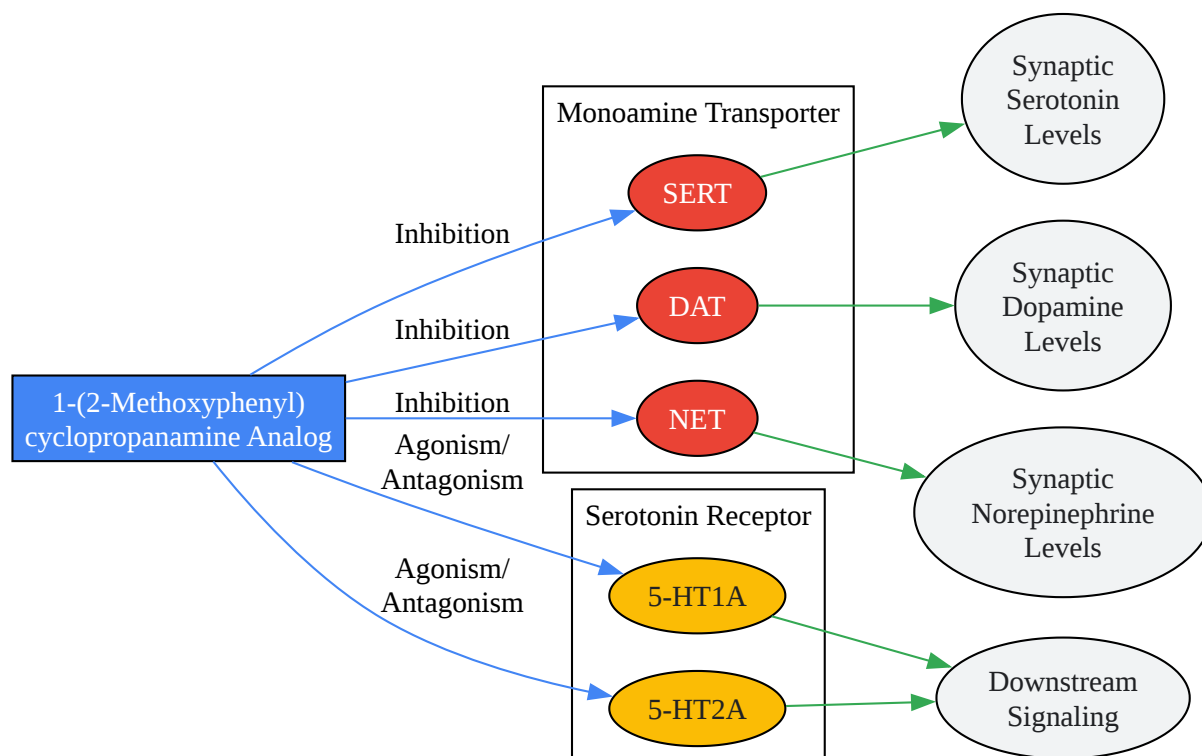 Synaptic
Serotonin
Levels
Monoamine Transporter
SERT
Inhibition
Synaptic
Dopamine
Levels
DAT
Inhibition
1-(2-Methoxyphenyl)
cyclopropanamine Analog
Inhibition
NET
Agonism/
Antagonism
Synaptic
Norepinephrine
Levels
Serotonin Receptor
Agonism/
Antagonism
5-HT1A
5-HT2A
Downstream
Signaling